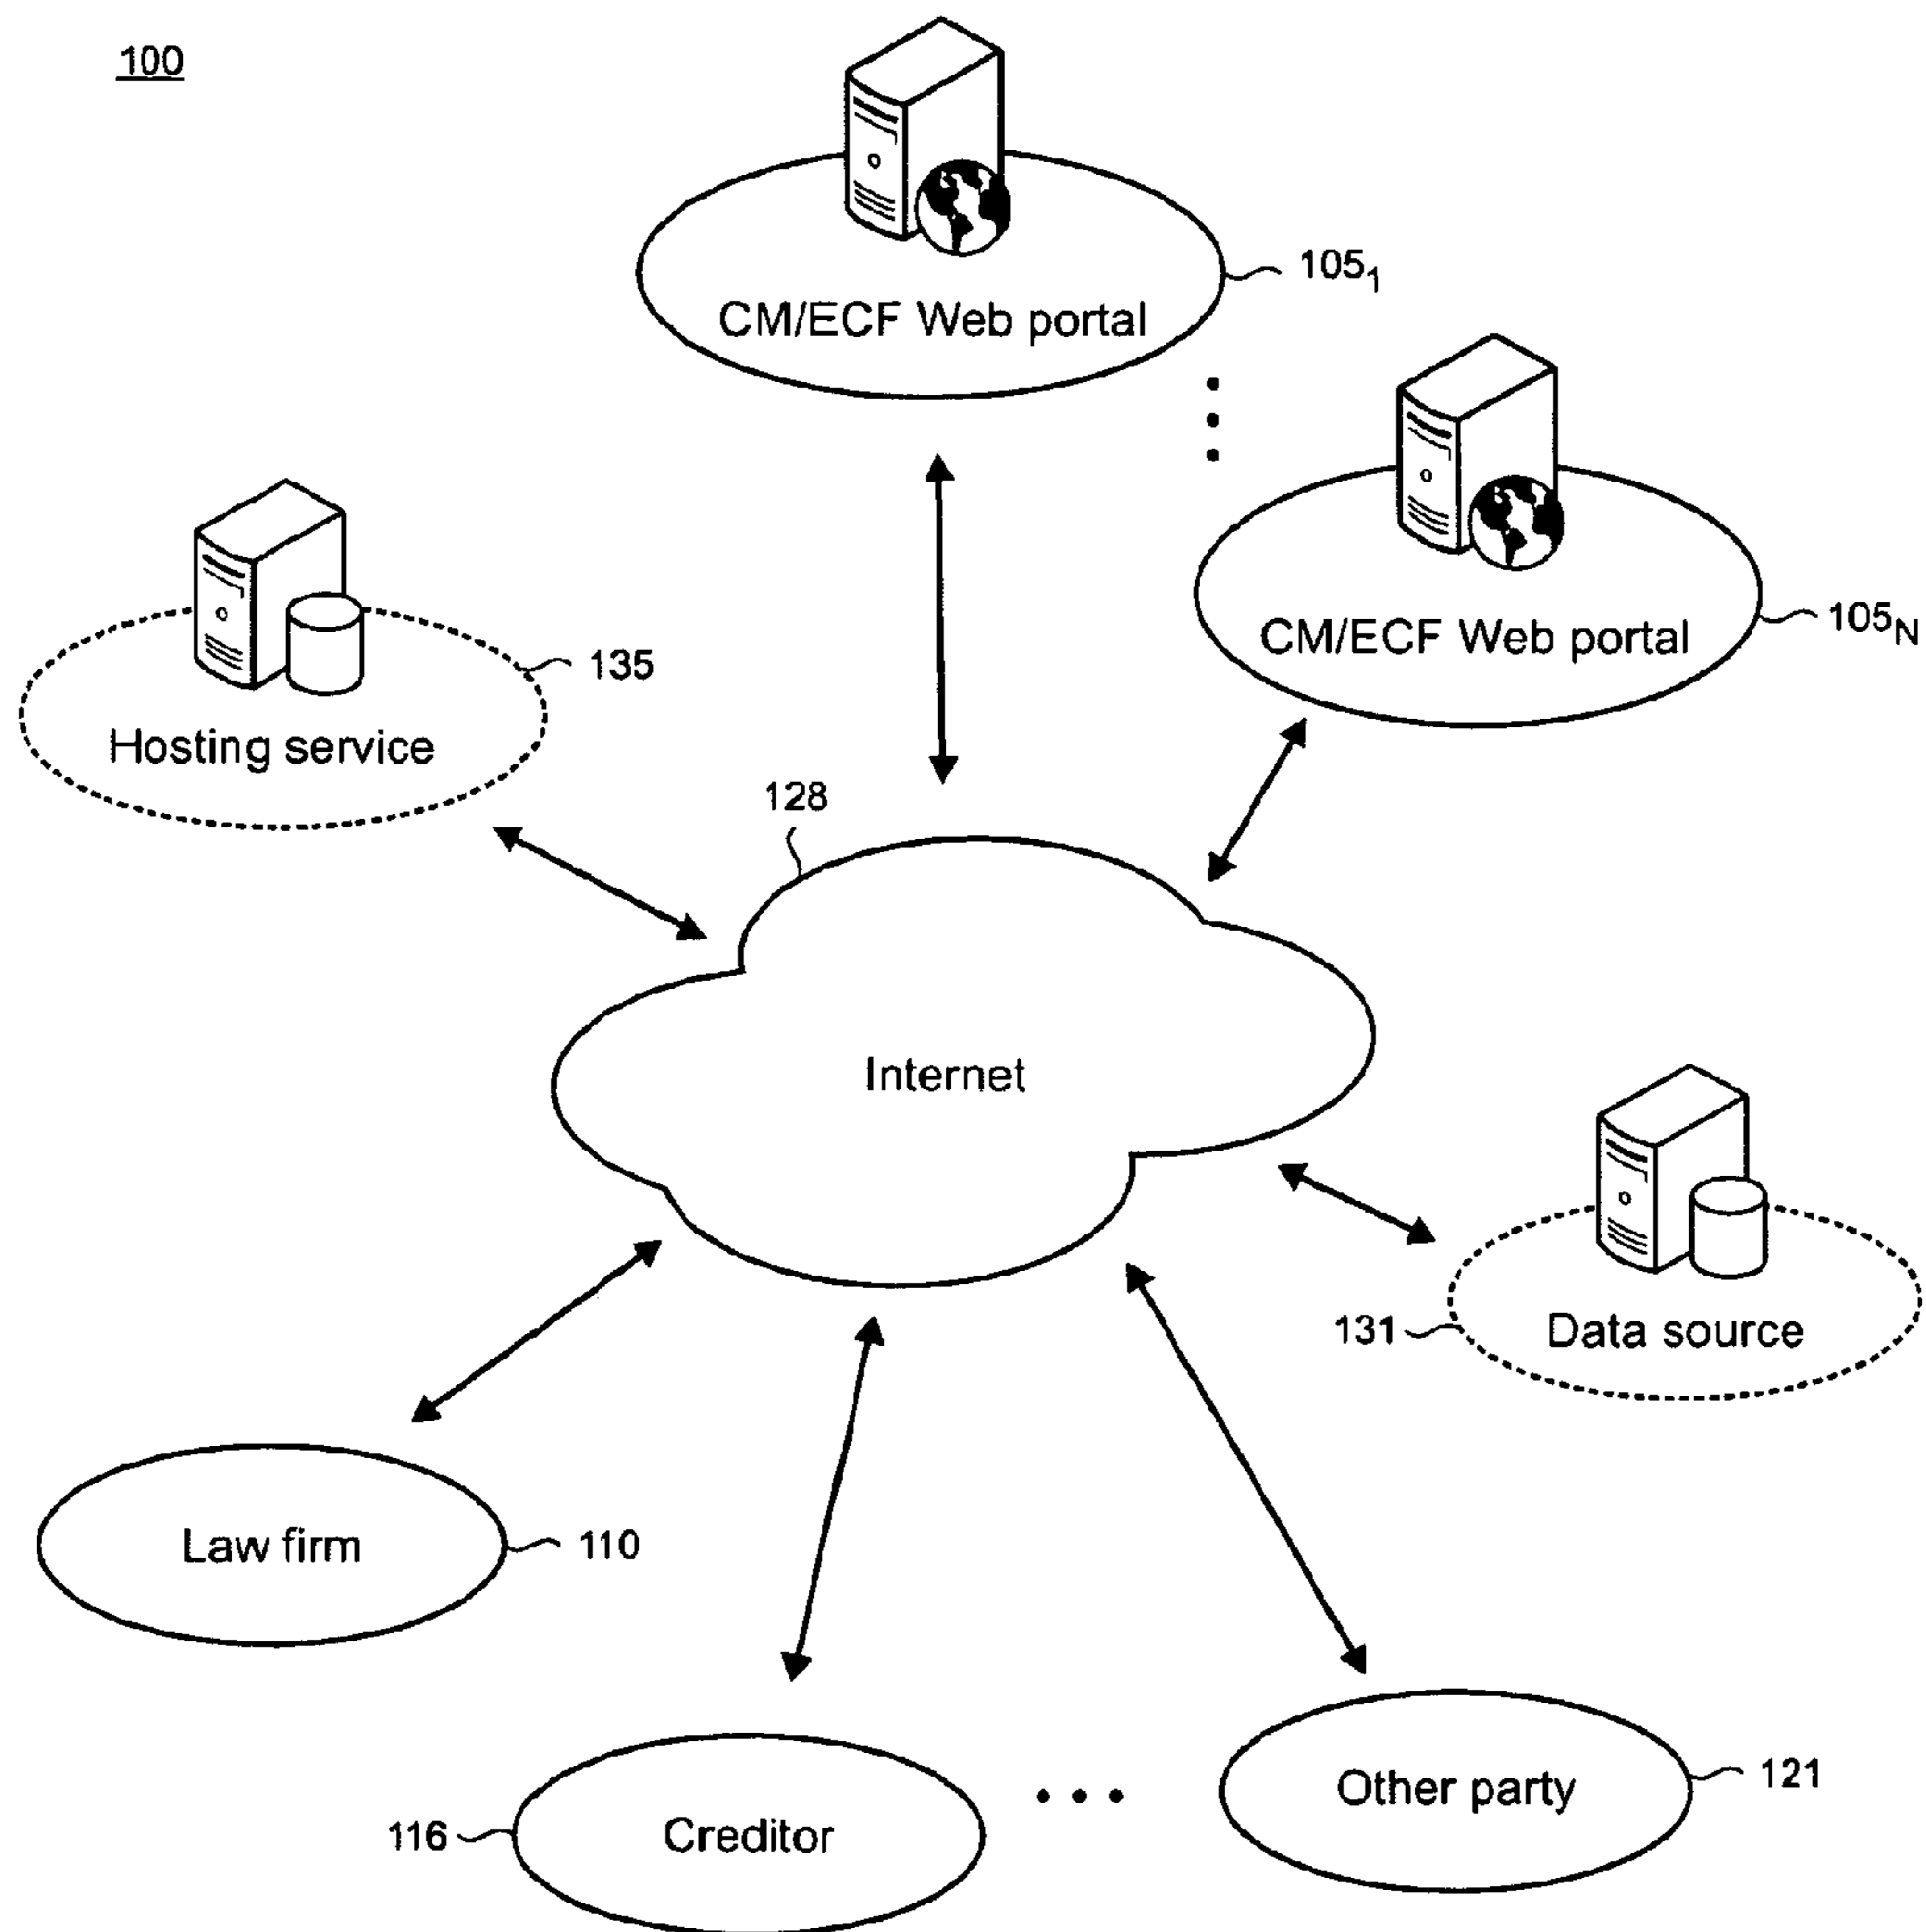 100
105₁
CM/ECF Web portal
105N
CM/ECF Web portal
135
Hosting service
128
Internet
131
Data source
Law firm
110
Other party
121
116
Creditor